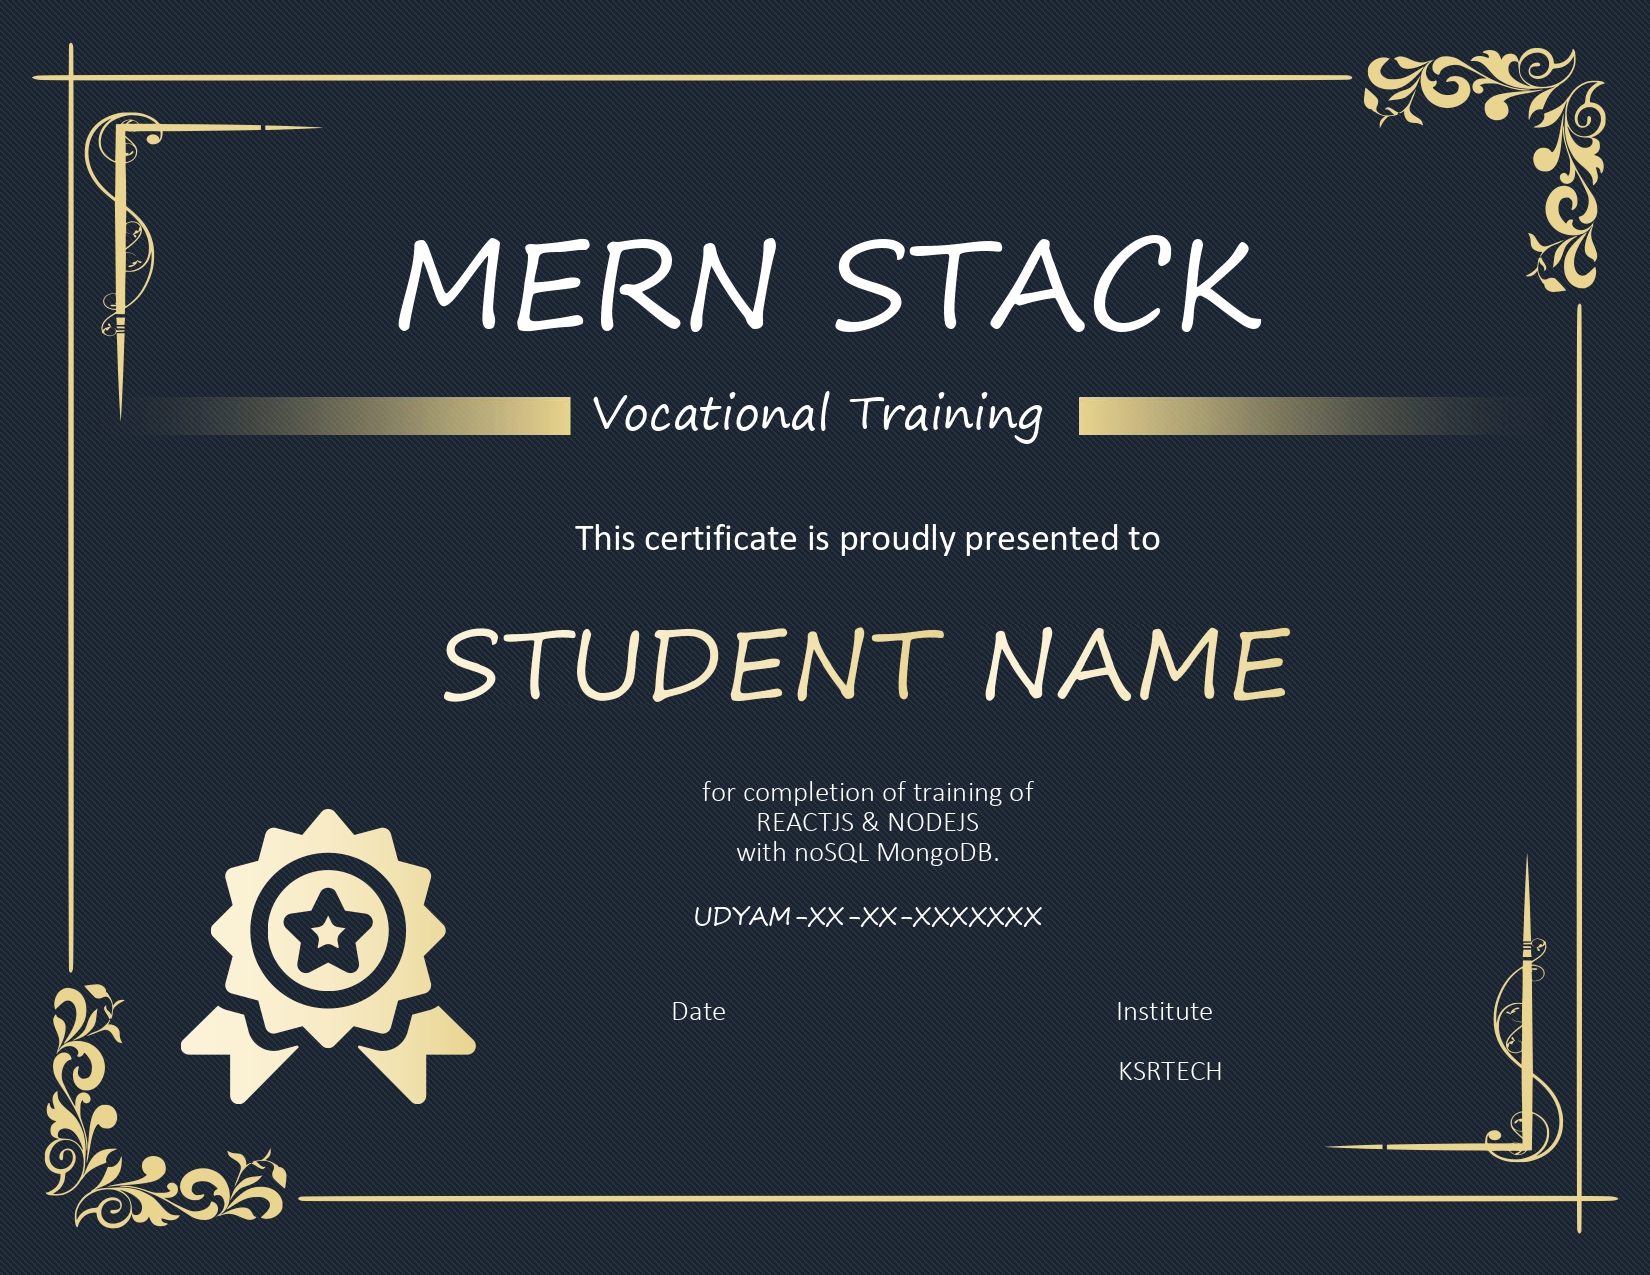 MERN STACK
Vocational Training
This certificate is proudly presented to
STUDENT NAME
for completion of training of
REACTJS & NODEJS
with noSQL MongoDB.
UDYAM-XX-XX-XXXXXXX
Date
Institute
KSRTECH